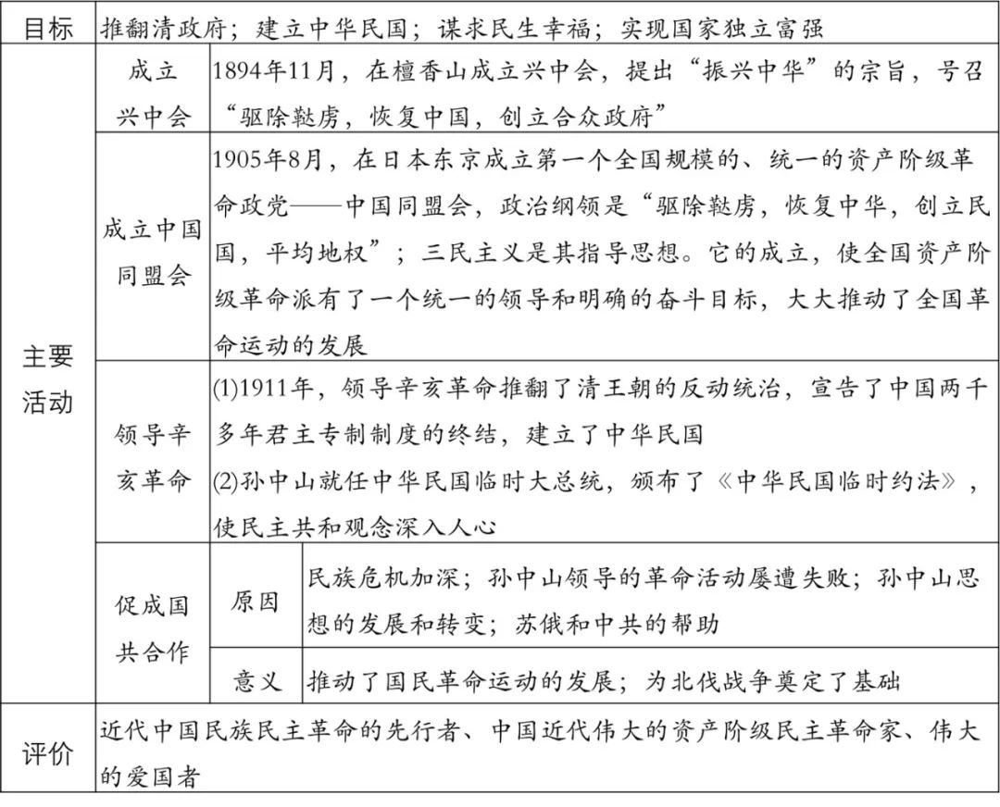 目标
推翻清政府；建立中华民国；谋求民生幸福；实现国家独立富强
主要
活动
成立
兴中会
1894年11月，在檀香山成立兴中会，提出“振兴中华”的宗旨，号召
“驱除鞑虏，恢复中国，创立合众政府”
成立中国
同盟会
1905年8月，在日本东京成立第一个全国规模的、统一的资产阶级革
命政党——中国同盟会，政治纲领是“驱除鞑虏，恢复中华，创立民
国，平均地权”；三民主义是其指导思想。它的成立，使全国资产阶
级革命派有了一个统一的领导和明确的奋斗目标，大大推动了全国革
命运动的发展
领导辛
亥革命
(1)1911年，领导辛亥革命推翻了清王朝的反动统治，宣告了中国两千
多年君主专制制度的终结，建立了中华民国
(2)孙中山就任中华民国临时大总统，颁布了《中华民国临时约法》，
使民主共和观念深入人心
促成国
共合作
原因
民族危机加深；孙中山领导的革命活动屡遭失败；孙中山思
想的发展和转变；苏俄和中共的帮助
意义
推动了国民革命运动的发展；为北伐战争奠定了基础
评价
近代中国民族民主革命的先行者、中国近代伟大的资产阶级民主革命家、伟大
的爱国者